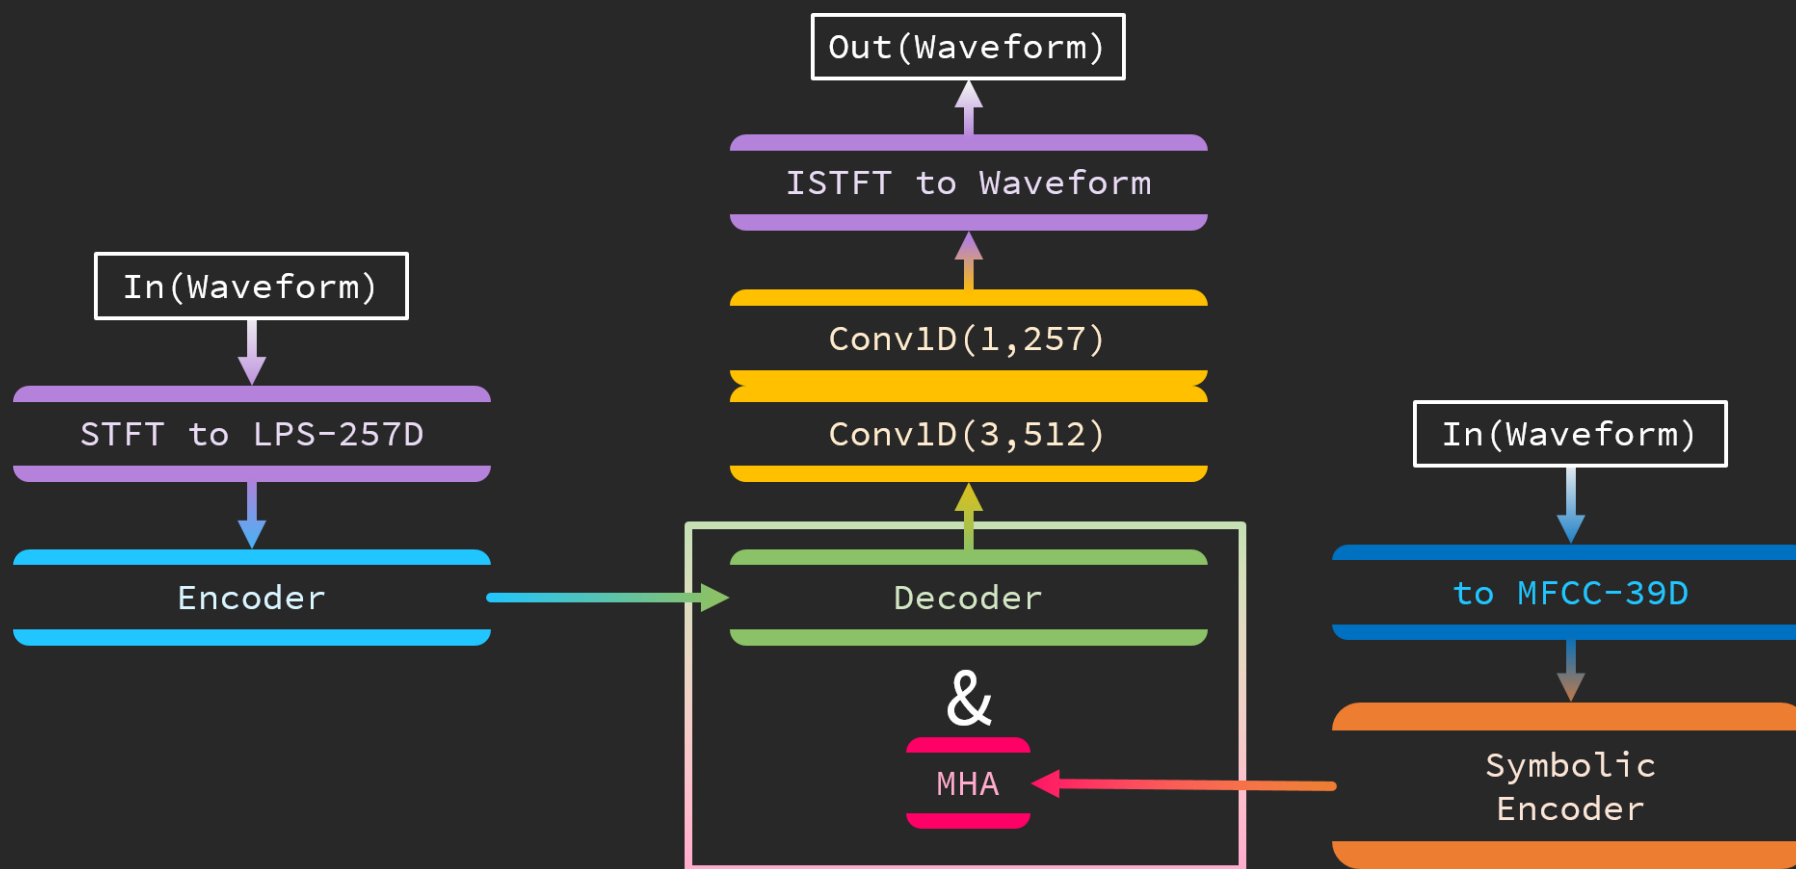 Out(Waveform)
ISTFT to Waveform
In(Waveform)
Conv1D(1,257)
STFT to LPS-257D
Conv1D(3,512)
In(Waveform)
Encoder
Decoder
to MFCC-39D
&
MHA
Symbolic
Encoder